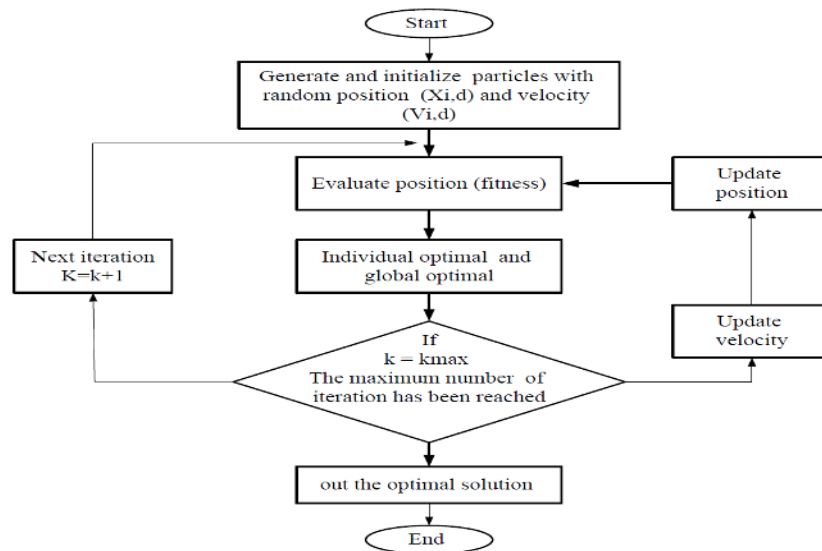 Start
Generate and initialize particles with
random position (Xi,d) and velocity
(Vi,d)
Evaluate position (fitness)
Update
position
Next iteration
K=k+1
Individual optimal and
global optimal
Update
velocity
If
k = kmax
The maximum number of
iteration has been reached
out the optimal solution
End